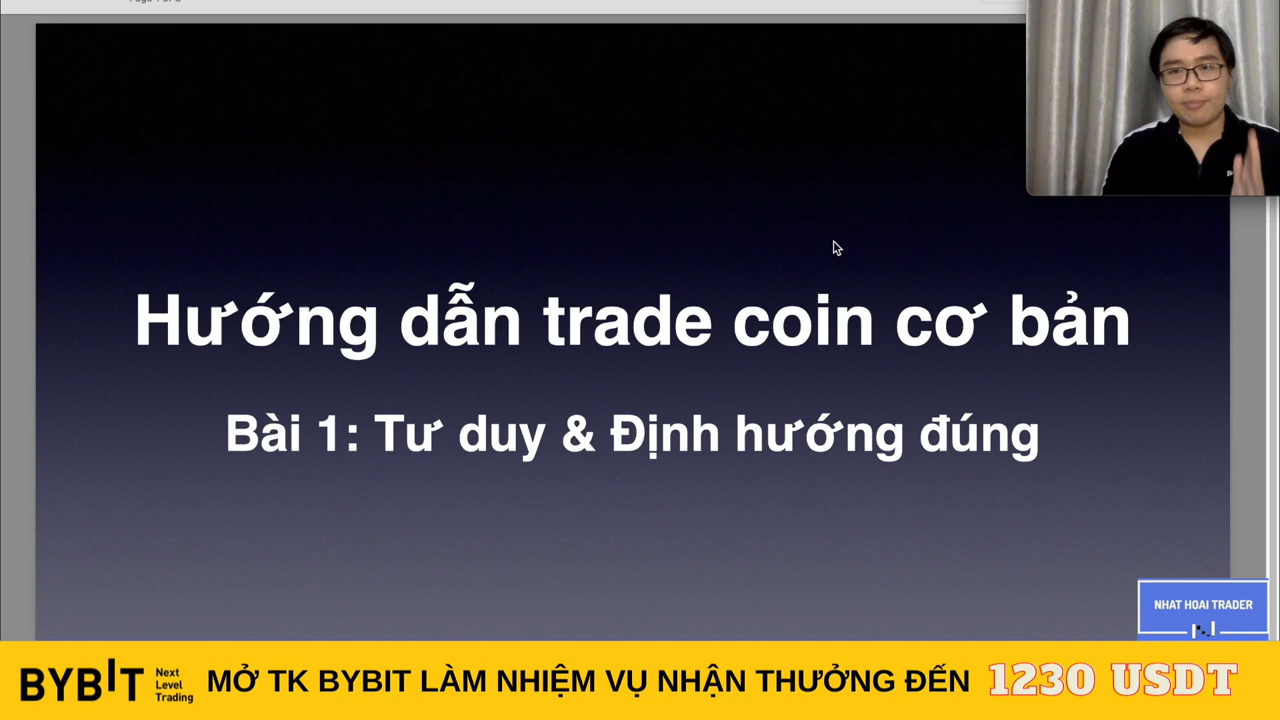 Hướng dẫn trade coin cơ bản
Bài 1: Tư duy & Định hướng đúng
NHAT HOAI TRADER
BYBIT Next Level Trading
MỞ TK BYBIT LÀM NHIỆM VỤ NHẬN THƯỞNG ĐẾN 1230 USDT